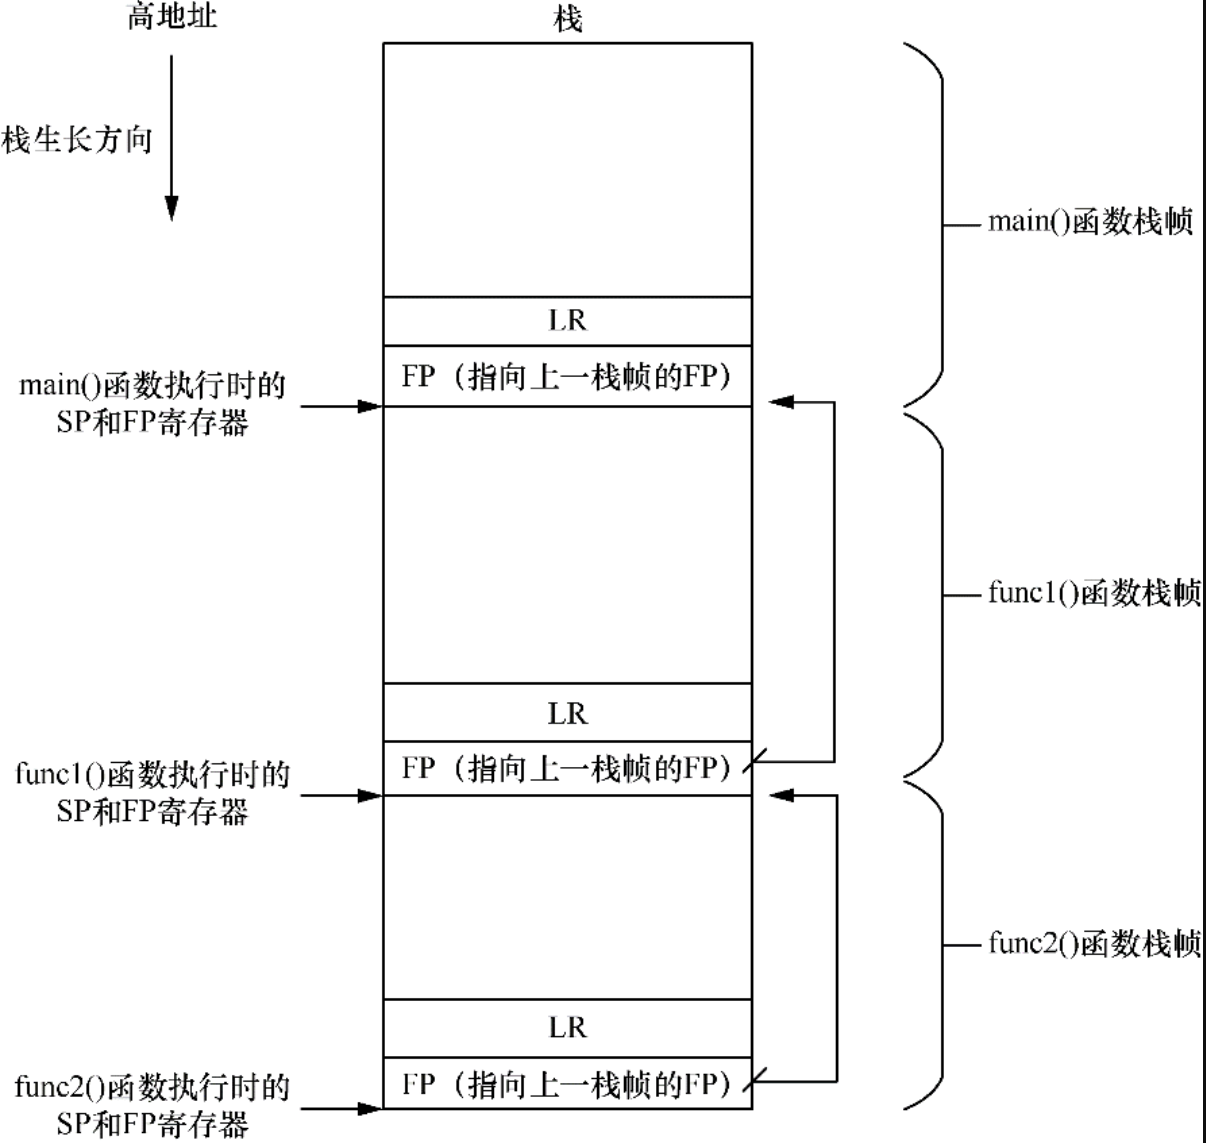 高地址
栈
栈生长方向
main()函数栈帧
LR
FP（指向上一栈帧的FP）
main()函数执行时的
SP和FP寄存器
func1()函数栈帧
LR
FP（指向上一栈帧的FP）
func1()函数执行时的
SP和FP寄存器
func2()函数栈帧
LR
FP（指向上一栈帧的FP）
func2()函数执行时的
SP和FP寄存器